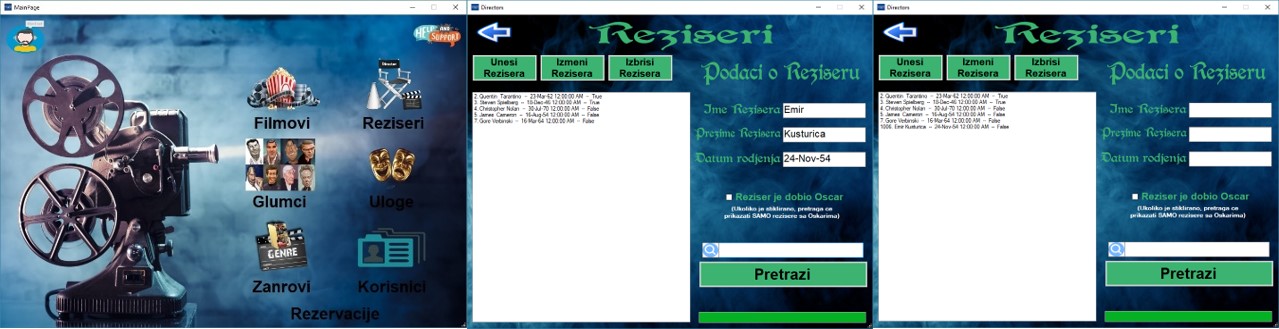 MainPage
HELP AND
SUPPORT
Director
Filmovi
Reziseri
Glumci
Uloge
GENRE
Zanrovi
Korisnici
Rezervacije
Directors
Reziseri
Unesi
Rezisera
Izmeni
Rezisera
Izbrisi
Rezisera
Podaci o Reziseru
2. Quentin Tarantino - 23-Mar-62 12:00:00 AM - True
3. Steven Spielberg - 18-Dec-46 12:00:00 AM - True
4. Christopher Nolan - 30-Jul-70 12:00:00 AM - False
5. James Cameron - 16-Aug-54 12:00:00 AM - False
7. Gore Verbinski - 16-Mar-64 12:00:00 AM - False
Ime Rezisera Emir
Prezime Rezisera Kusturica
Datum rodjenja 24-Nov-54
Reziser je dobio Oscar
(Ukoliko je stiklirano, pretraga ce
prikazati SAMO rezisere sa Oskarima)
Pretrazi
Directors
Reziseri
Unesi
Rezisera
Izmeni
Rezisera
Izbrisi
Rezisera
Podaci o Reziseru
2. Quentin Tarantino - 23-Mar-62 12:00:00 AM - True
3. Steven Spielberg - 18-Dec-46 12:00:00 AM - True
4. Christopher Nolan - 30-Jul-70 12:00:00 AM - False
5. James Cameron - 16-Aug-54 12:00:00 AM - False
7. Gore Verbinski - 16-Mar-64 12:00:00 AM - False
1006. Emir Kusturica - 24-Nov-54 12:00:00 AM - False
Ime Rezisera
Prezime Rezisera
Datum rodjenja
Reziser je dobio Oscar
(Ukoliko je stiklirano, pretraga ce
prikazati SAMO rezisere sa Oskarima)
Pretrazi